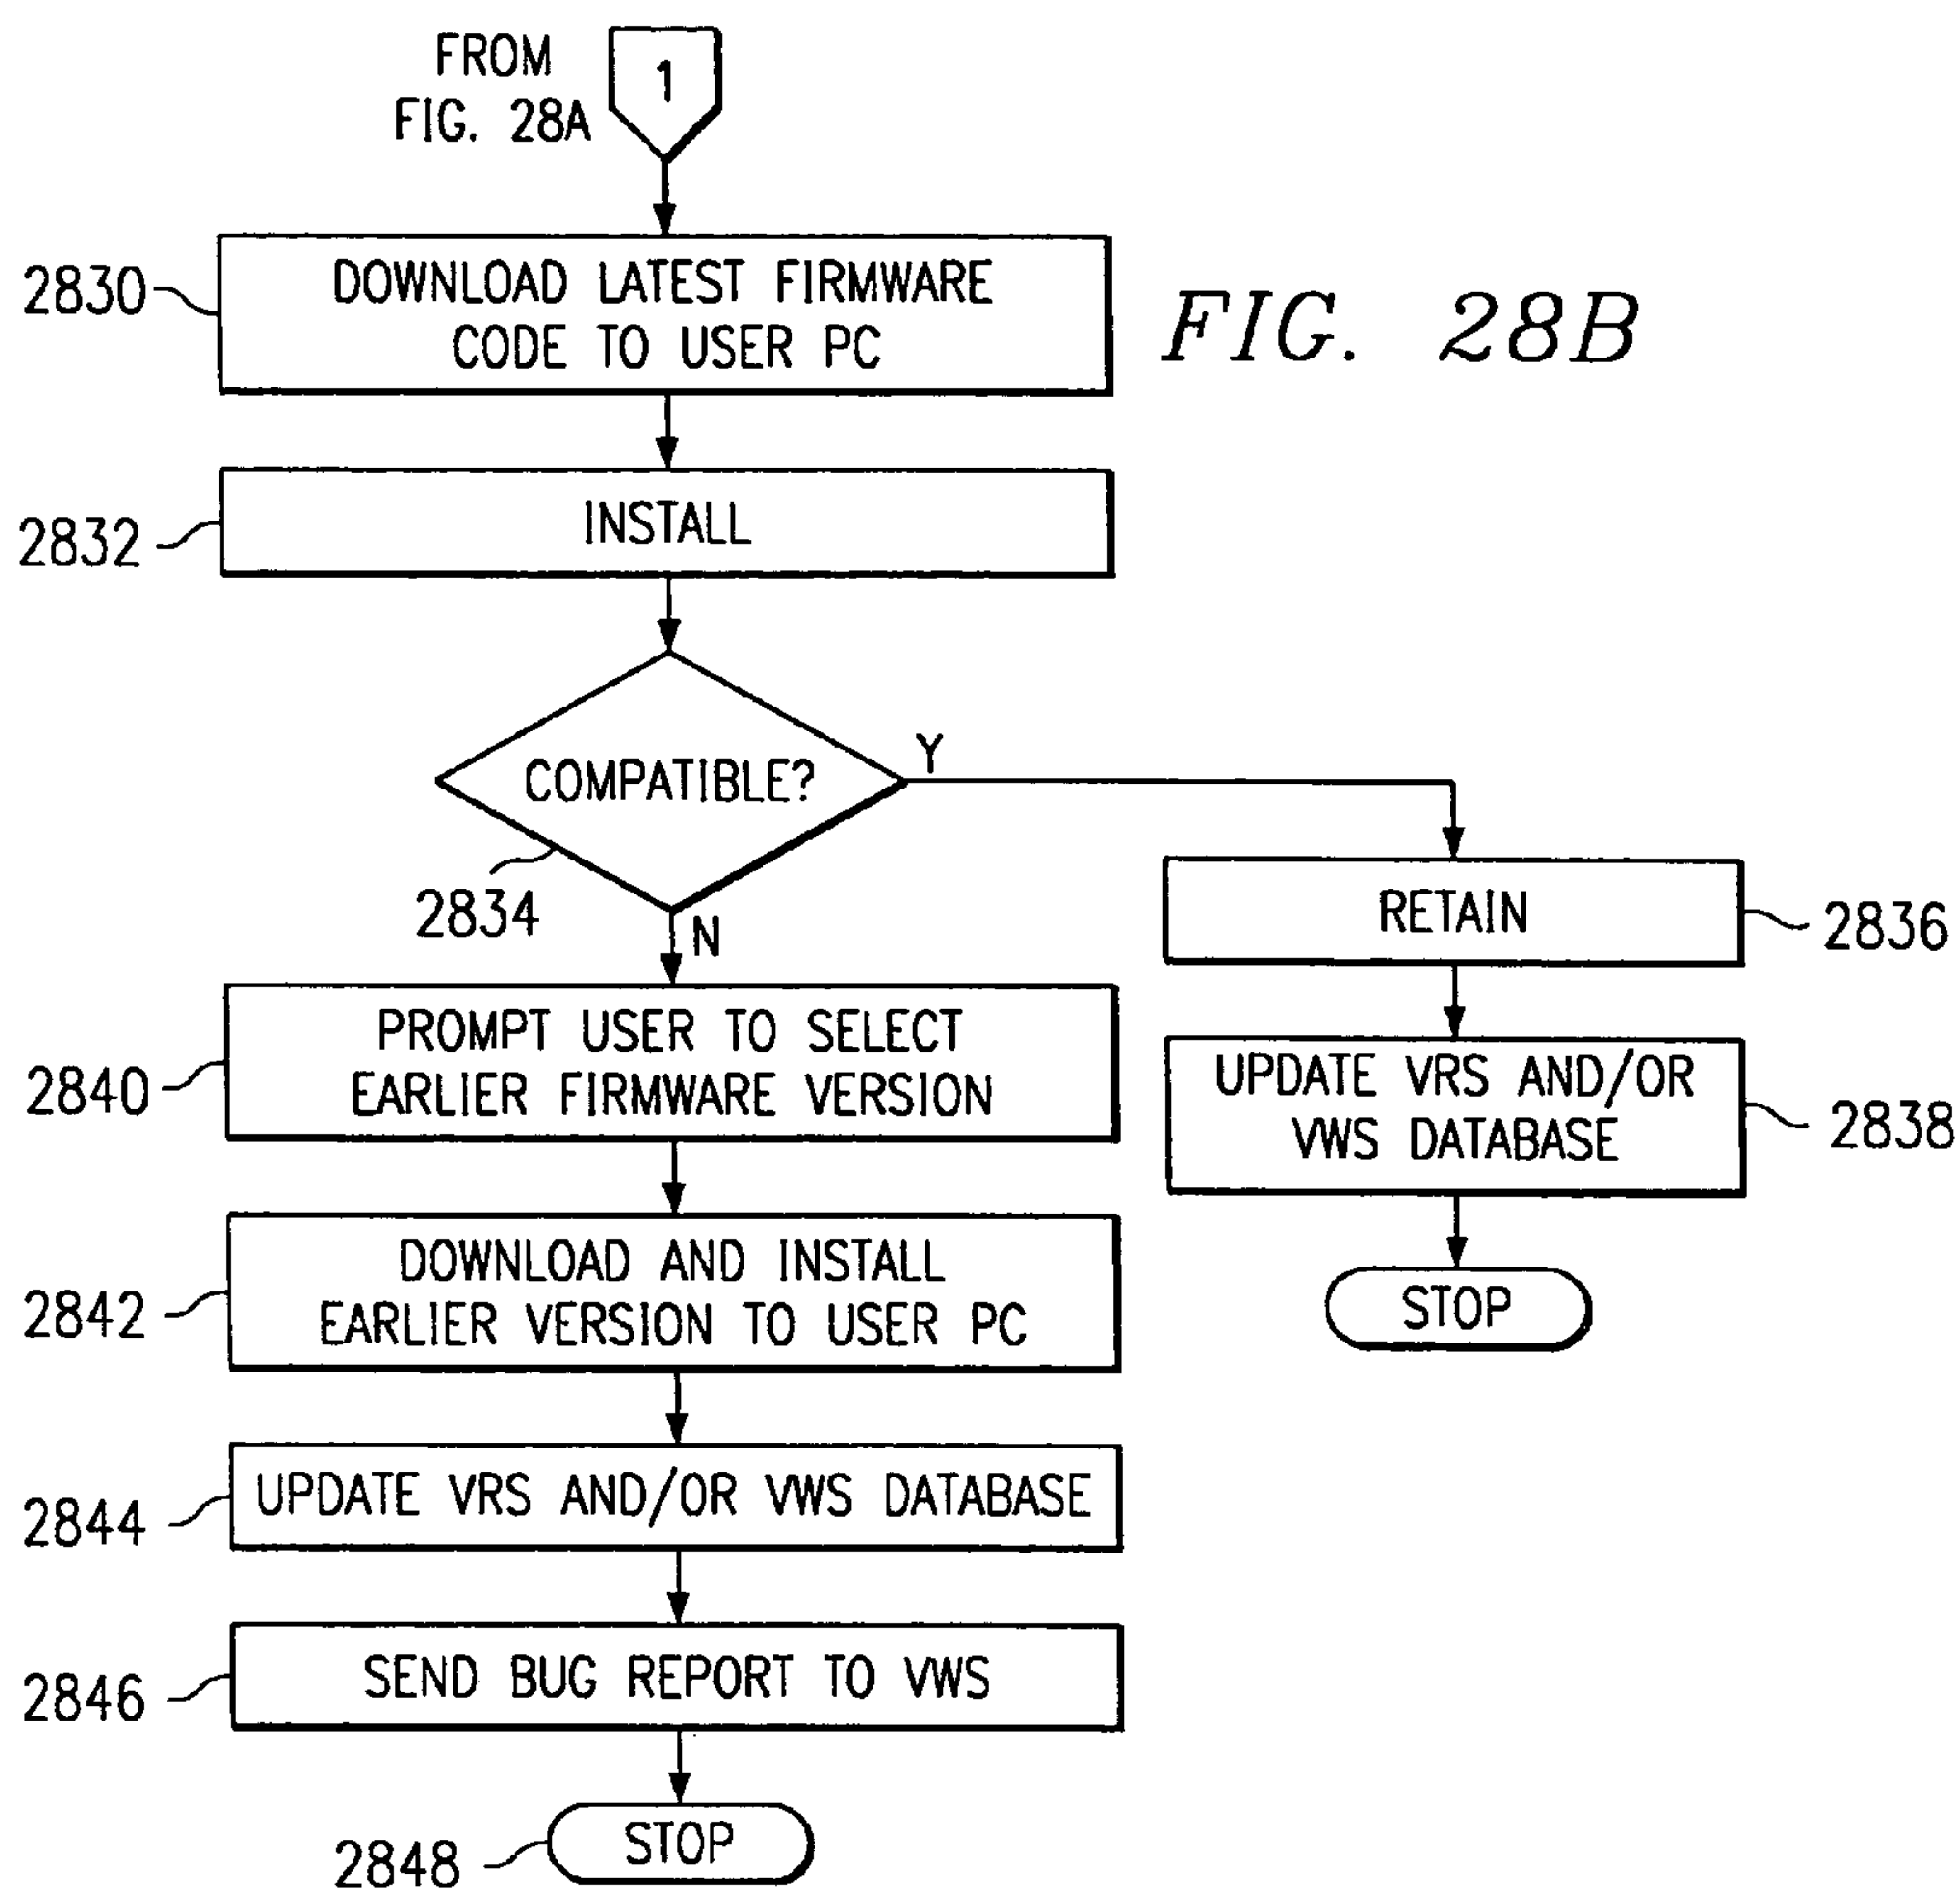 FROM
FIG. 28A
1
2830
DOWNLOAD LATEST FIRMWARE
CODE TO USER PC
FIG. 28B
2832
INSTALL
COMPATIBLE?
Y
2834
N
RETAIN
2836
2840
PROMPT USER TO SELECT
EARLIER FIRMWARE VERSION
UPDATE VRS AND/OR
VWS DATABASE
2838
2842
DOWNLOAD AND INSTALL
EARLIER VERSION TO USER PC
STOP
2844
UPDATE VRS AND/OR VWS DATABASE
2846
SEND BUG REPORT TO VWS
2848
STOP